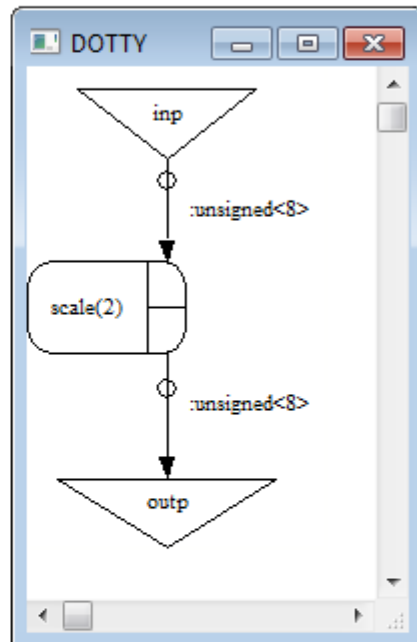 DOTTY
inp
:unsigned<8>
scale(2)
:unsigned<8>
outp